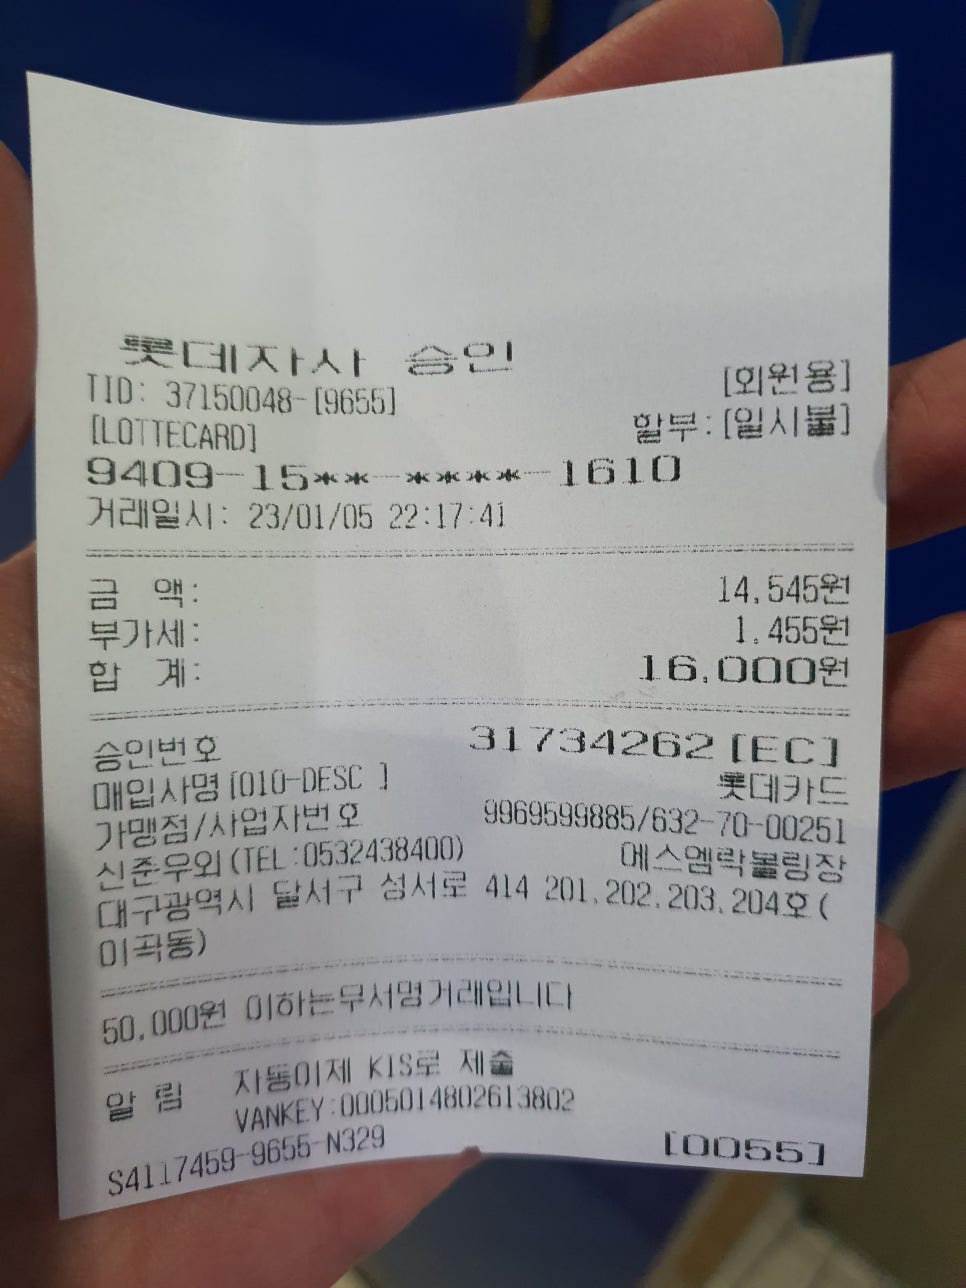 롯데자사 승인
TID: 37150048-[9655] [회원용]
[LOTTECARD] 할부:[일시불]
9409-15**-****-1610
거래일시: 23/01/05 22:17:41
금 액: 14,545원
부가세: 1,455원
합 계: 16,000원
승인번호 31734262[EC]
매입사명[010-DESC ] 롯데카드
가맹점/사업자번호 9969599885/632-70-00251
신준우외(TEL:0532438400) 에스엠락볼링장
대구광역시 달서구 성서로 414 201,202,203,204호(
이곡동)
50,000원 이하는무서명거래입니다
알 림 자동이체 KIS로 제출
VANKEY:0005014802613802
S4117459-9655-N329 [0055]